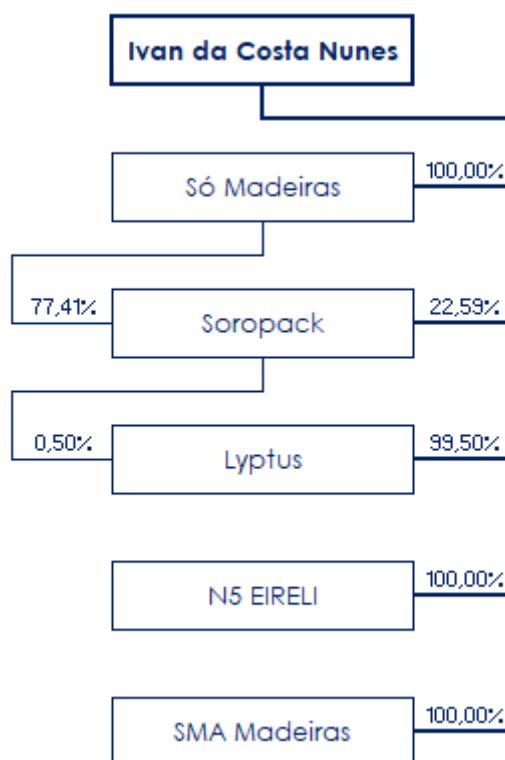 Ivan da Costa Nunes
Só Madeiras
100,00%
77,41%
Soropack
22,59%
0,50%
Lyptus
99,50%
N5 EIRELI
100,00%
SMA Madeiras
100,00%